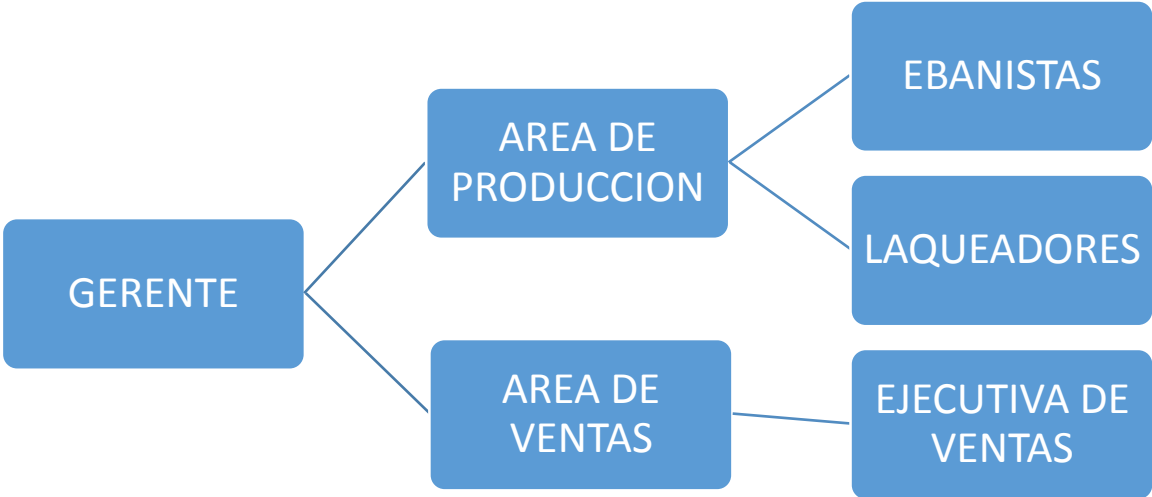 GERENTE
AREA DE
PRODUCCION
EBANISTAS
LAQUEADORES
AREA DE
VENTAS
EJECUTIVA DE
VENTAS